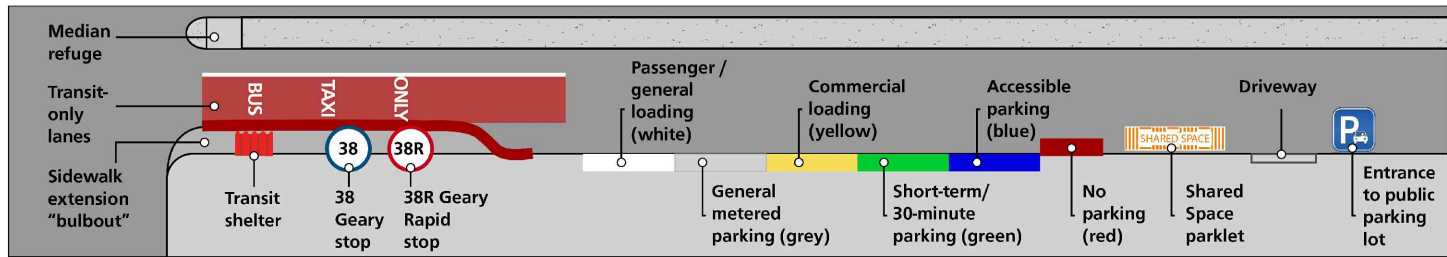 Median
refuge
Transit-
only
lanes
Sidewalk
extension
“bulbout”
BUS
TAXI
ONLY
Transit
shelter
38
38
Geary
stop
38R
38R Geary
Rapid
stop
Passenger /
general
loading
(white)
General
metered
parking (grey)
Commercial
loading
(yellow)
Short-term/
30-minute
parking (green)
Accessible
parking
(blue)
No
parking
(red)
SHARED SPACE
Shared
Space
parklet
Driveway
P
Entrance
to public
parking
lot